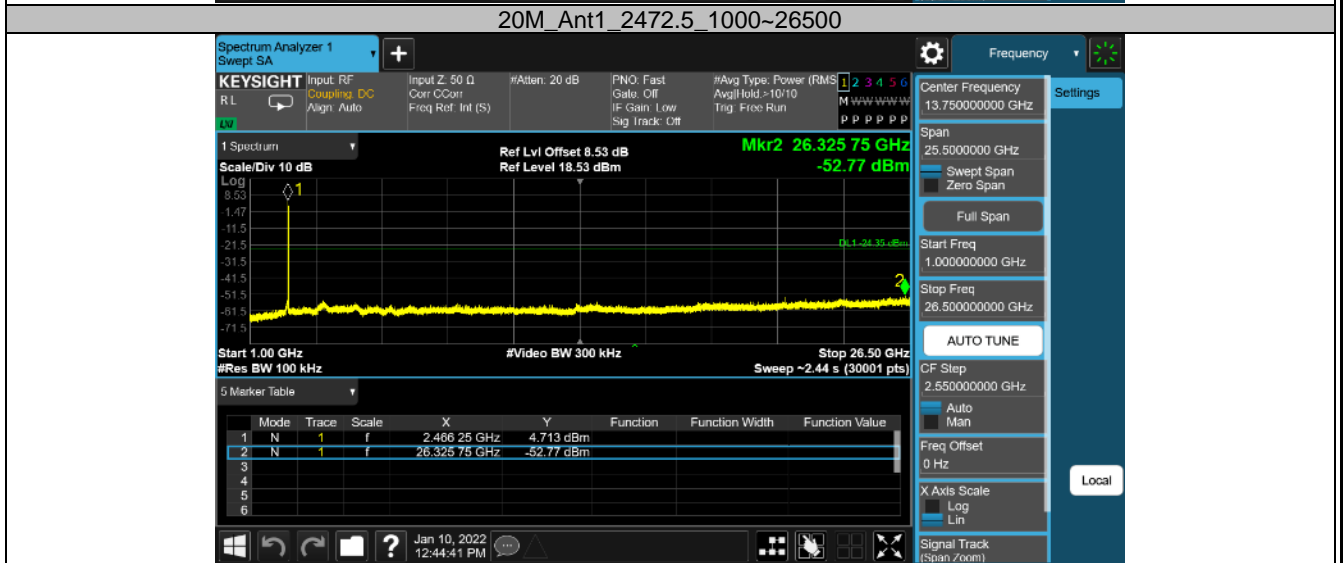 20M_Ant1_2472.5_1000~26500
Spectrum Analyzer 1
Swept SA
+
Frequency
KEYSIGHT
R L
LXI
Input: RF
Coupling: DC
Align: Auto
Input Z: 50 Ω
Corr CCorr
Freq Ref: Int (S)
#Atten: 20 dB
PNO: Fast
Gate: Off
IF Gain: Low
Sig Track: Off
#Avg Type: Power (RMS
Avg|Hold:>10/10
Trig: Free Run
1 2 3 4 5 6
M W W W W W
P P P P P P
Center Frequency
13.750000000 GHz
Settings
Span
25.5000000 GHz
Swept Span
Zero Span
Full Span
Start Freq
1.000000000 GHz
Stop Freq
26.500000000 GHz
AUTO TUNE
CF Step
2.550000000 GHz
Auto
Man
Freq Offset
0 Hz
X Axis Scale
Log
Lin
Signal Track
(Span Zoom)
Local
1 Spectrum
Scale/Div 10 dB
Ref Lvl Offset 8.53 dB
Ref Level 18.53 dBm
Mkr2 26.325 75 GHz
-52.77 dBm
Log
8.53
-1.47
-11.5
-21.5
-31.5
-41.5
-51.5
-61.5
-71.5
1
DL1 -24.35 dBm
2
Start 1.00 GHz
#Res BW 100 kHz
#Video BW 300 kHz
Stop 26.50 GHz
Sweep ~2.44 s (30001 pts)
5 Marker Table
Mode Trace Scale X Y Function Function Width Function Value
1 N 1 f 2.466 25 GHz 4.713 dBm
2 N 1 f 26.325 75 GHz -52.77 dBm
3
4
5
6
?
Jan 10, 2022
12:44:41 PM